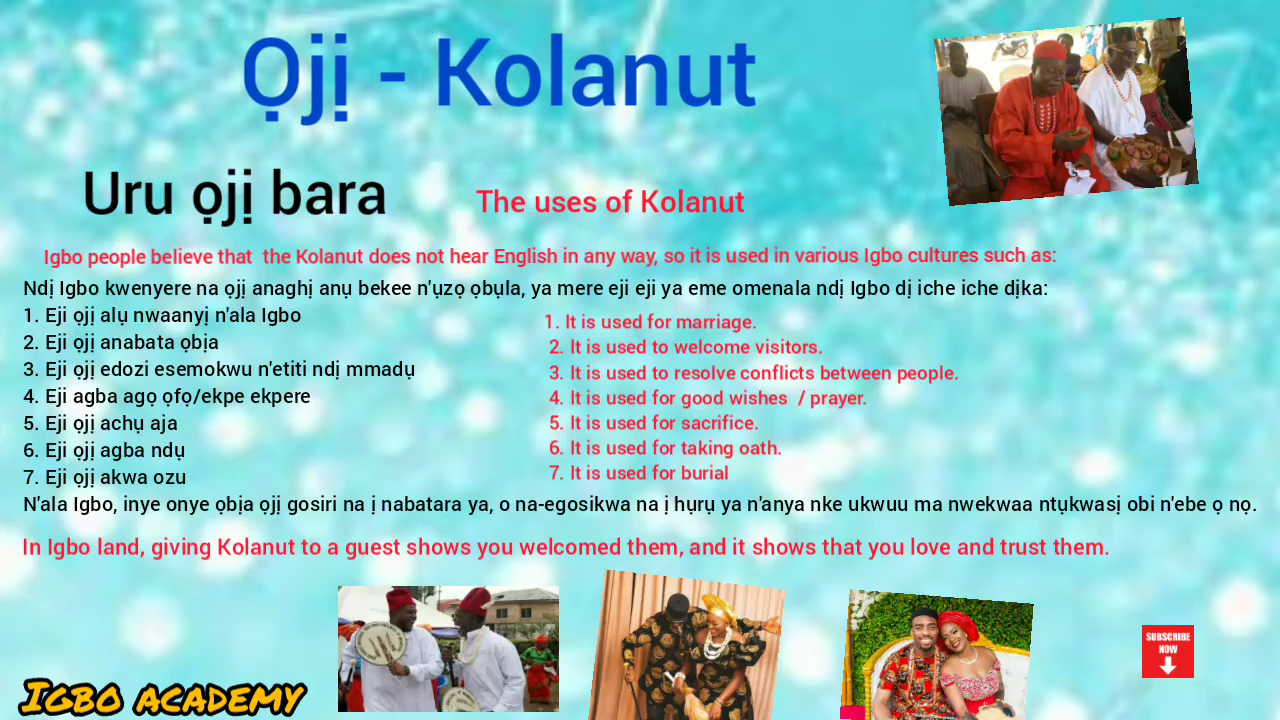 Ọjị - Kolanut
Uru ọjị bara
The uses of Kolanut
Igbo people believe that the Kolanut does not hear English in any way, so it is used in various Igbo cultures such as:
Ndị Igbo kwenyere na ọjị anaghị anụ bekee n'ụzọ ọbụla, ya mere eji eji ya eme omenala ndị Igbo dị iche iche dịka:
1. Eji ọjị alụ nwaanyị n'ala Igbo
2. Eji ọjị anabata ọbịa
3. Eji ọjị edozi esemokwu n'etiti ndị mmadụ
4. Eji agba agọ ọfọ/ekpe ekpere
5. Eji ọjị achụ aja
6. Eji ọjị agba ndụ
7. Eji ọjị akwa ozu
1. It is used for marriage.
2. It is used to welcome visitors.
3. It is used to resolve conflicts between people.
4. It is used for good wishes / prayer.
5. It is used for sacrifice.
6. It is used for taking oath.
7. It is used for burial
N'ala Igbo, inye onye ọbịa ọjị gosiri na ị nabatara ya, o na-egosikwa na ị hụrụ ya n'anya nke ukwuu ma nwekwaa ntụkwasị obi n'ebe ọ nọ.
In Igbo land, giving Kolanut to a guest shows you welcomed them, and it shows that you love and trust them.
SUBSCRIBE
NOW
IGBO ACADEMY